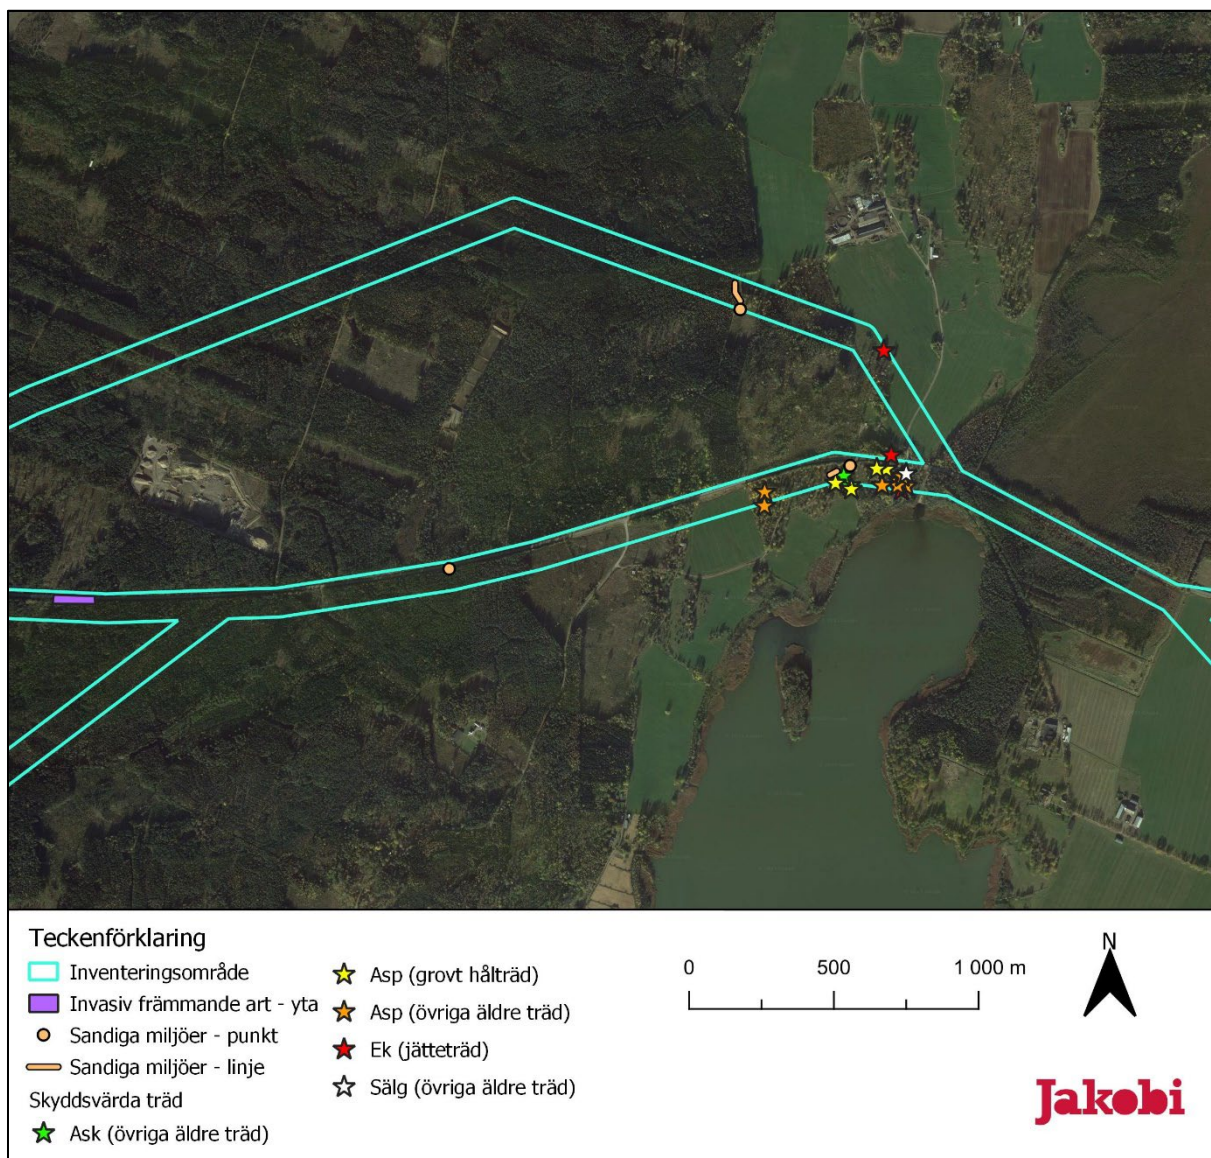 Teckenförklaring
Inventeringsområde
Invasiv främmande art - yta
Sandiga miljöer - punkt
Sandiga miljöer - linje
Skyddsvärda träd
Ask (övriga äldre träd)
Asp (grovt hålträd)
Asp (övriga äldre träd)
Ek (jätteträd)
Sälg (övriga äldre träd)
0 500 1 000 m
N
Jakobi